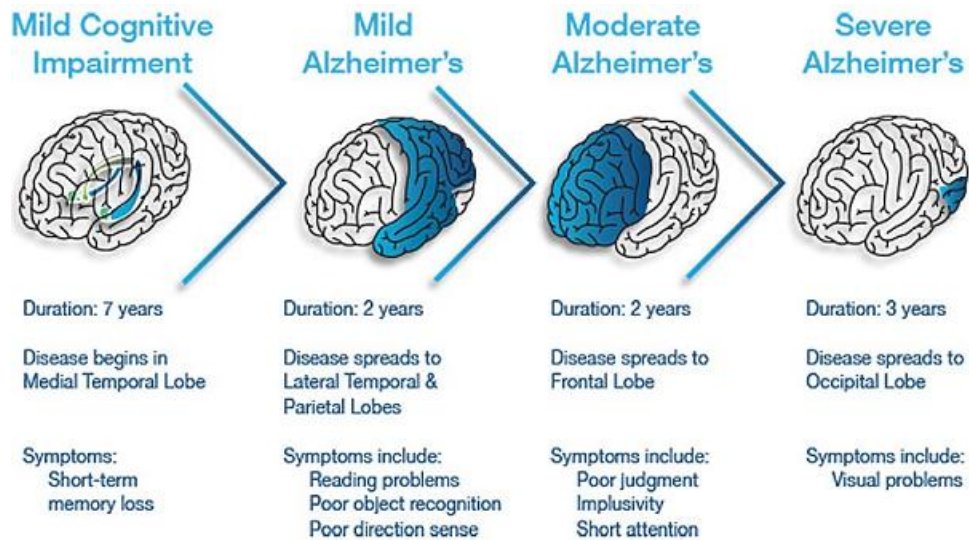 Mild Cognitive
Impairment
Duration: 7 years
Disease begins in
Medial Temporal Lobe
Symptoms:
Short-term
memory loss
Mild
Alzheimer's
Duration: 2 years
Disease spreads to
Lateral Temporal &
Parietal Lobes
Symptoms include:
Reading problems
Poor object recognition
Poor direction sense
Moderate
Alzheimer's
Duration: 2 years
Disease spreads to
Frontal Lobe
Symptoms include:
Poor judgment
Implusivity
Short attention
Severe
Alzheimer's
Duration: 3 years
Disease spreads to
Occipital Lobe
Symptoms include:
Visual problems